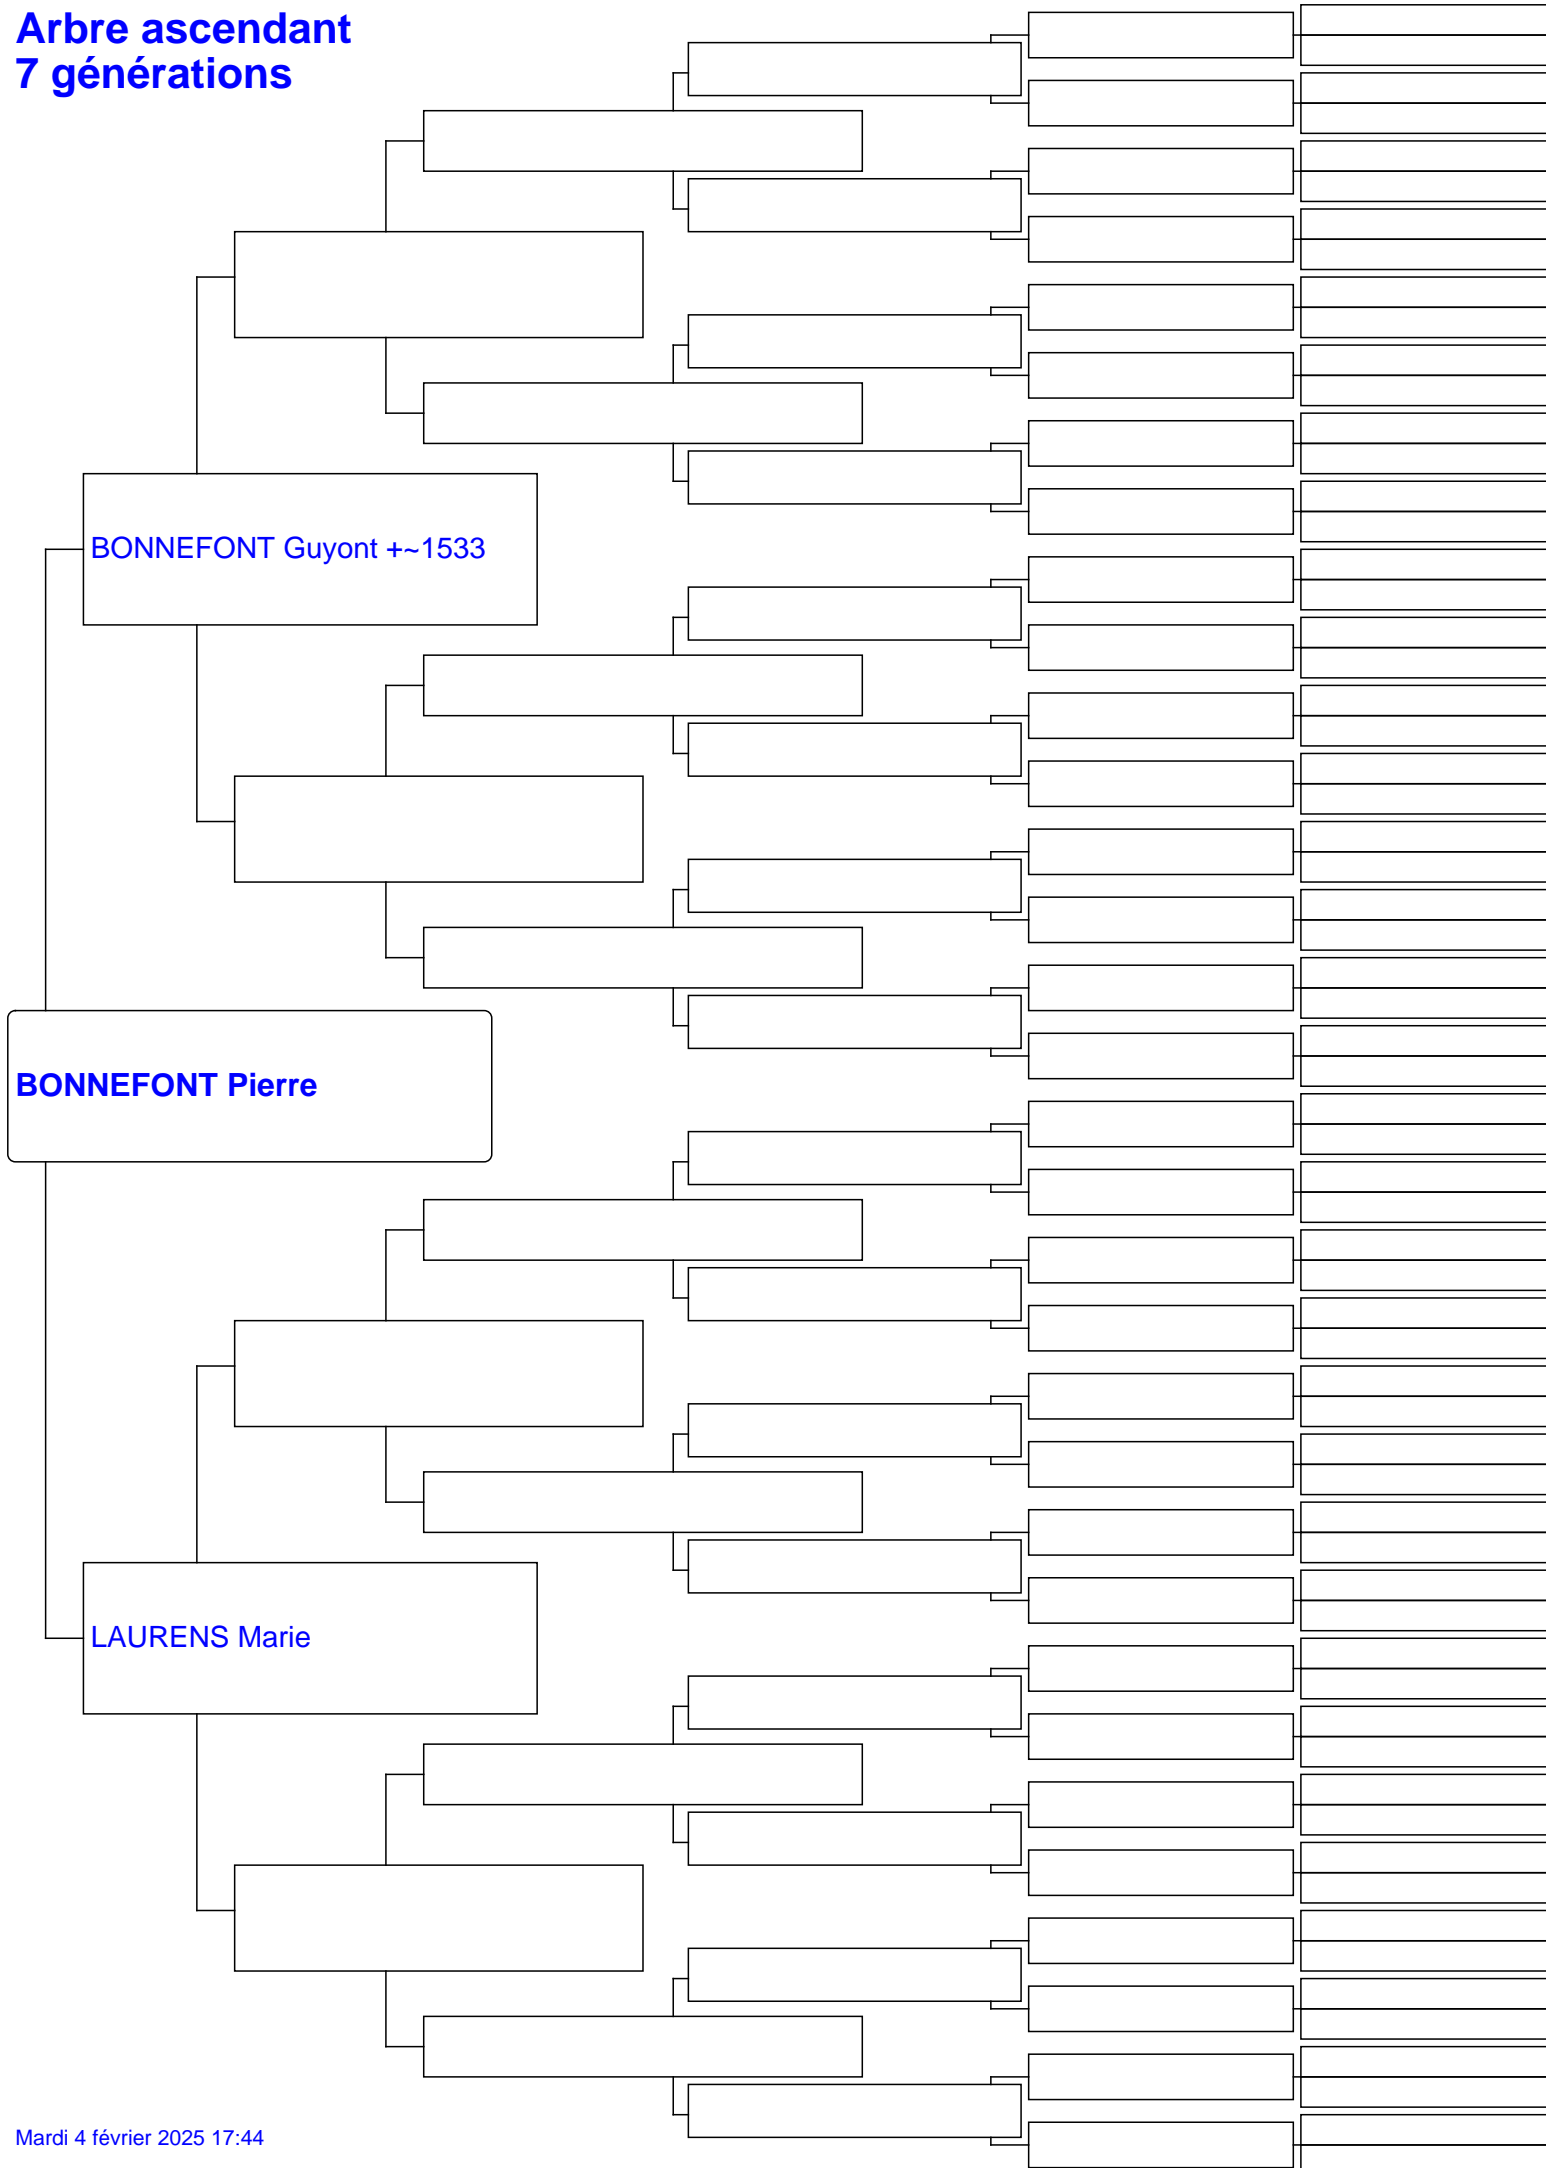 Arbre ascendant
7 générations
BONNEFONT Guyont +~1533
BONNEFONT Pierre
LAURENS Marie
Mardi 4 février 2025 17:44